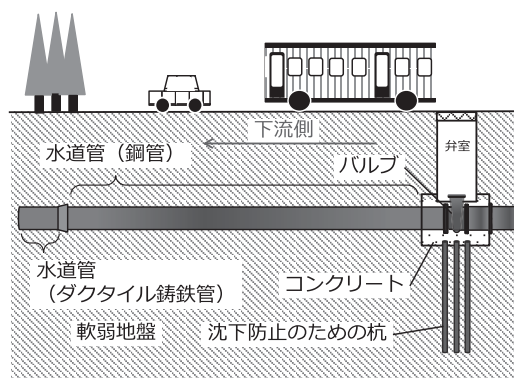 下流側
弁室
水道管（鋼管）
バルブ
水道管
（ダクタイル鋳鉄管）
コンクリート
軟弱地盤
沈下防止のための杭